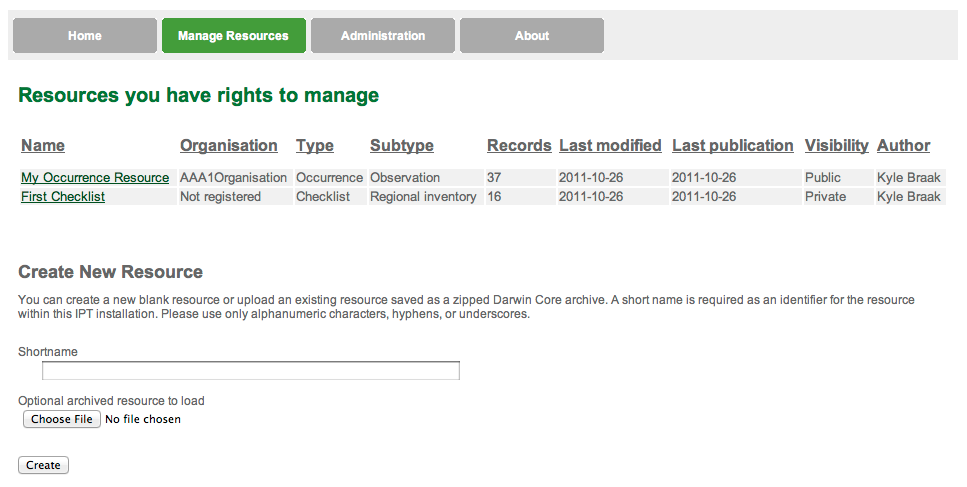 Home Manage Resources Administration About
Resources you have rights to manage
Name Organisation Type Subtype Records Last modified Last publication Visibility Author
My Occurrence Resource AAA1Organisation Occurrence Observation 37 2011-10-26 2011-10-26 Public Kyle Braak
First Checklist Not registered Checklist Regional inventory 16 2011-10-26 2011-10-26 Private Kyle Braak
Create New Resource
You can create a new blank resource or upload an existing resource saved as a zipped Darwin Core archive. A short name is required as an identifier for the resource
within this IPT installation. Please use only alphanumeric characters, hyphens, or underscores.
Shortname
Optional archived resource to load
Choose File No file chosen
Create